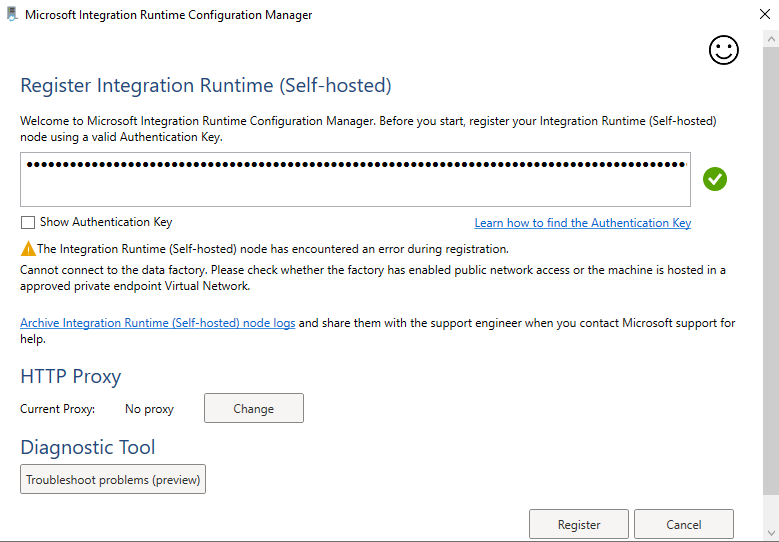 Microsoft Integration Runtime Configuration Manager
Register Integration Runtime (Self-hosted)
Welcome to Microsoft Integration Runtime Configuration Manager. Before you start, register your Integration Runtime (Self-hosted)
node using a valid Authentication Key.
Show Authentication Key
Learn how to find the Authentication Key
The Integration Runtime (Self-hosted) node has encountered an error during registration.
Cannot connect to the data factory. Please check whether the factory has enabled public network access or the machine is hosted in a
approved private endpoint Virtual Network.
Archive Integration Runtime (Self-hosted) node logs and share them with the support engineer when you contact Microsoft support for
help.
HTTP Proxy
Current Proxy: No proxy Change
Diagnostic Tool
Troubleshoot problems (preview)
Register Cancel